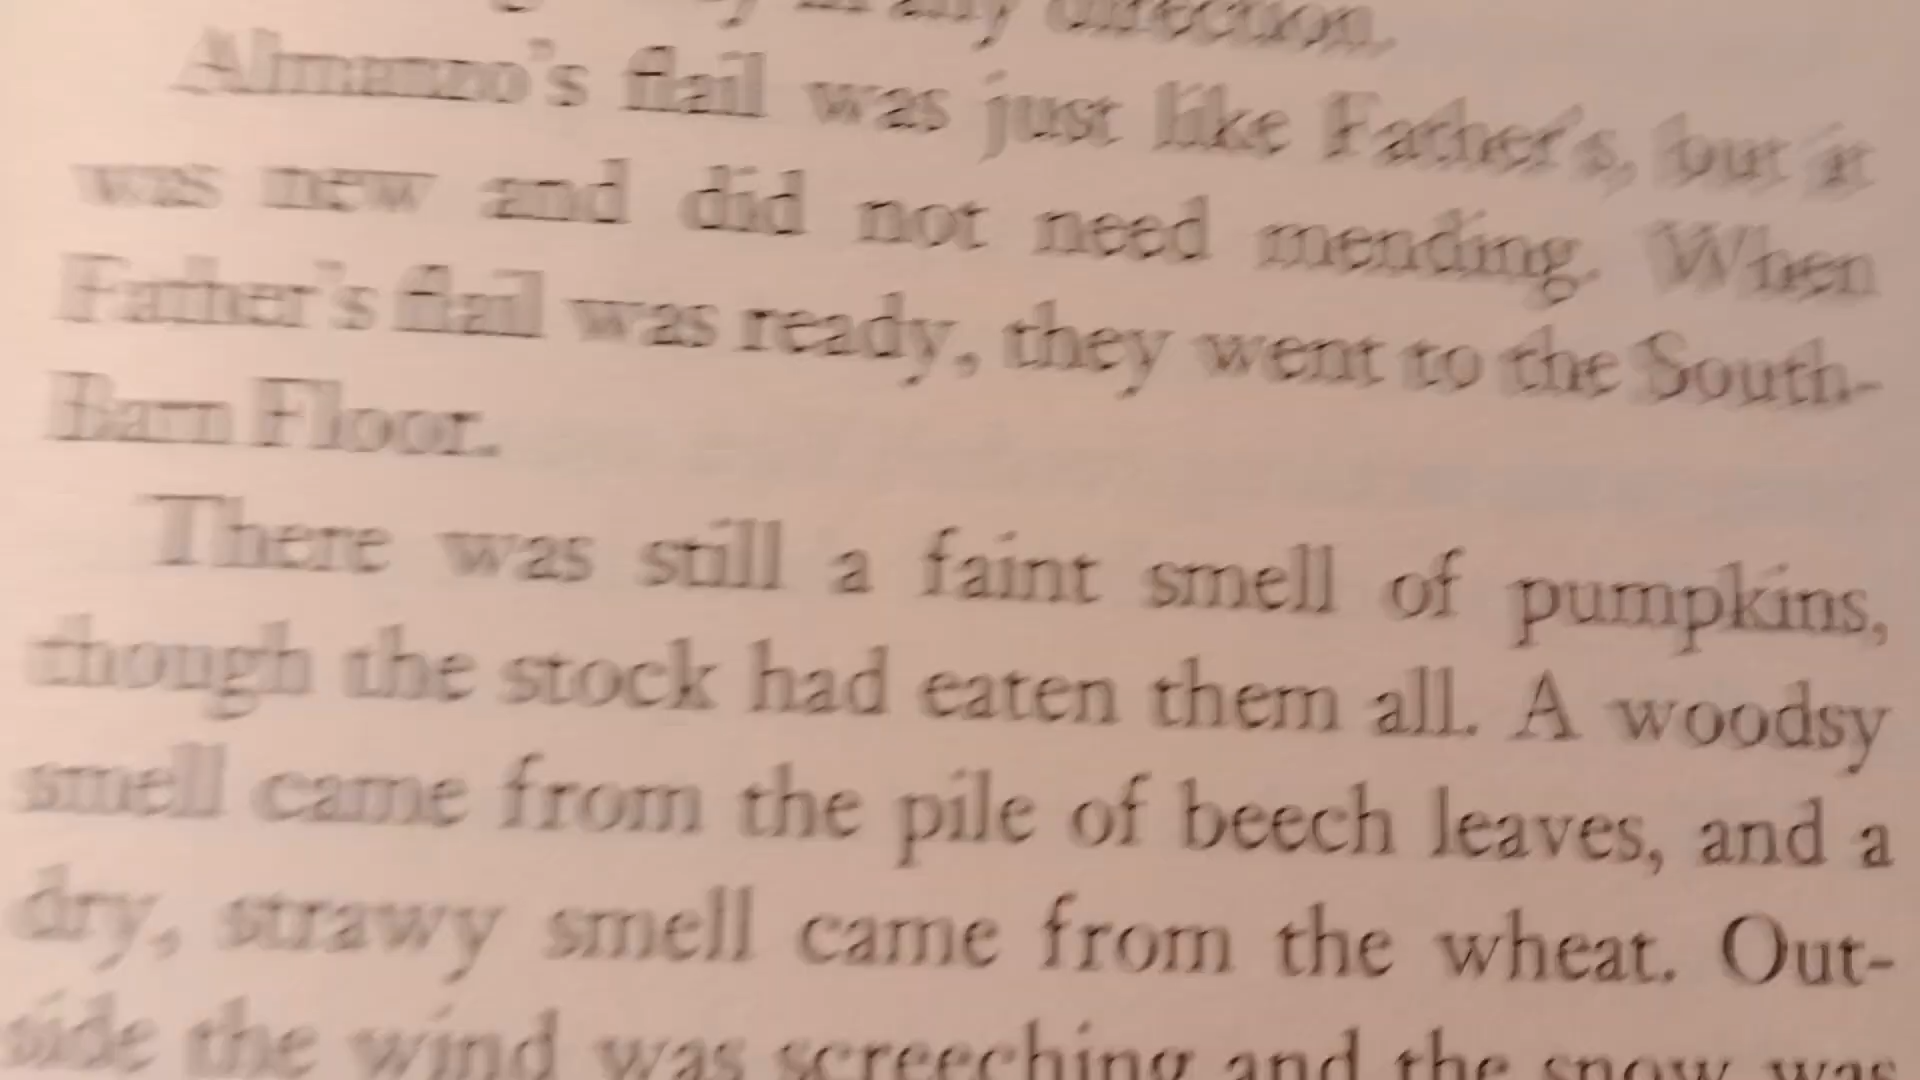 in any direction.
Almanzo's flail was just like Father's, but it
was new and did not need mending. When
Father's flail was ready, they went to the South-
Barn Floor.
There was still a faint smell of pumpkins,
though the stock had eaten them all. A woodsy
smell came from the pile of beech leaves, and a
dry, strawy smell came from the wheat. Out-
side the wind was screeching and the snow was